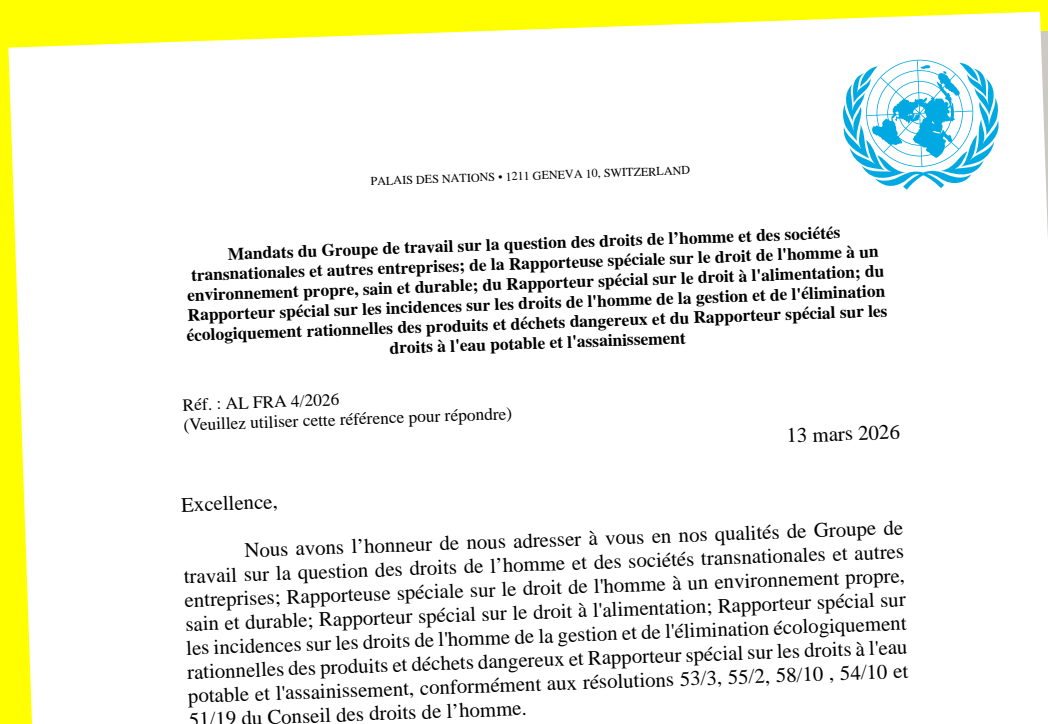 PALAIS DES NATIONS • 1211 GENEVA 10, SWITZERLAND
Mandats du Groupe de travail sur la question des droits de l’homme et des sociétés
transnationales et autres entreprises; de la Rapporteuse spéciale sur le droit de l'homme à un
environnement propre, sain et durable; du Rapporteur spécial sur le droit à l'alimentation; du
Rapporteur spécial sur les incidences sur les droits de l'homme de la gestion et de l'élimination
écologiquement rationnelles des produits et déchets dangereux et du Rapporteur spécial sur les
droits à l'eau potable et l'assainissement
Réf. : AL FRA 4/2026
(Veuillez utiliser cette référence pour répondre)
13 mars 2026
Excellence,
Nous avons l’honneur de nous adresser à vous en nos qualités de Groupe de
travail sur la question des droits de l’homme et des sociétés transnationales et autres
entreprises; Rapporteuse spéciale sur le droit de l'homme à un environnement propre,
sain et durable; Rapporteur spécial sur le droit à l'alimentation; Rapporteur spécial sur
les incidences sur les droits de l'homme de la gestion et de l'élimination écologiquement
rationnelles des produits et déchets dangereux et Rapporteur spécial sur les droits à l'eau
potable et l'assainissement, conformément aux résolutions 53/3, 55/2, 58/10 , 54/10 et
51/19 du Conseil des droits de l’homme.